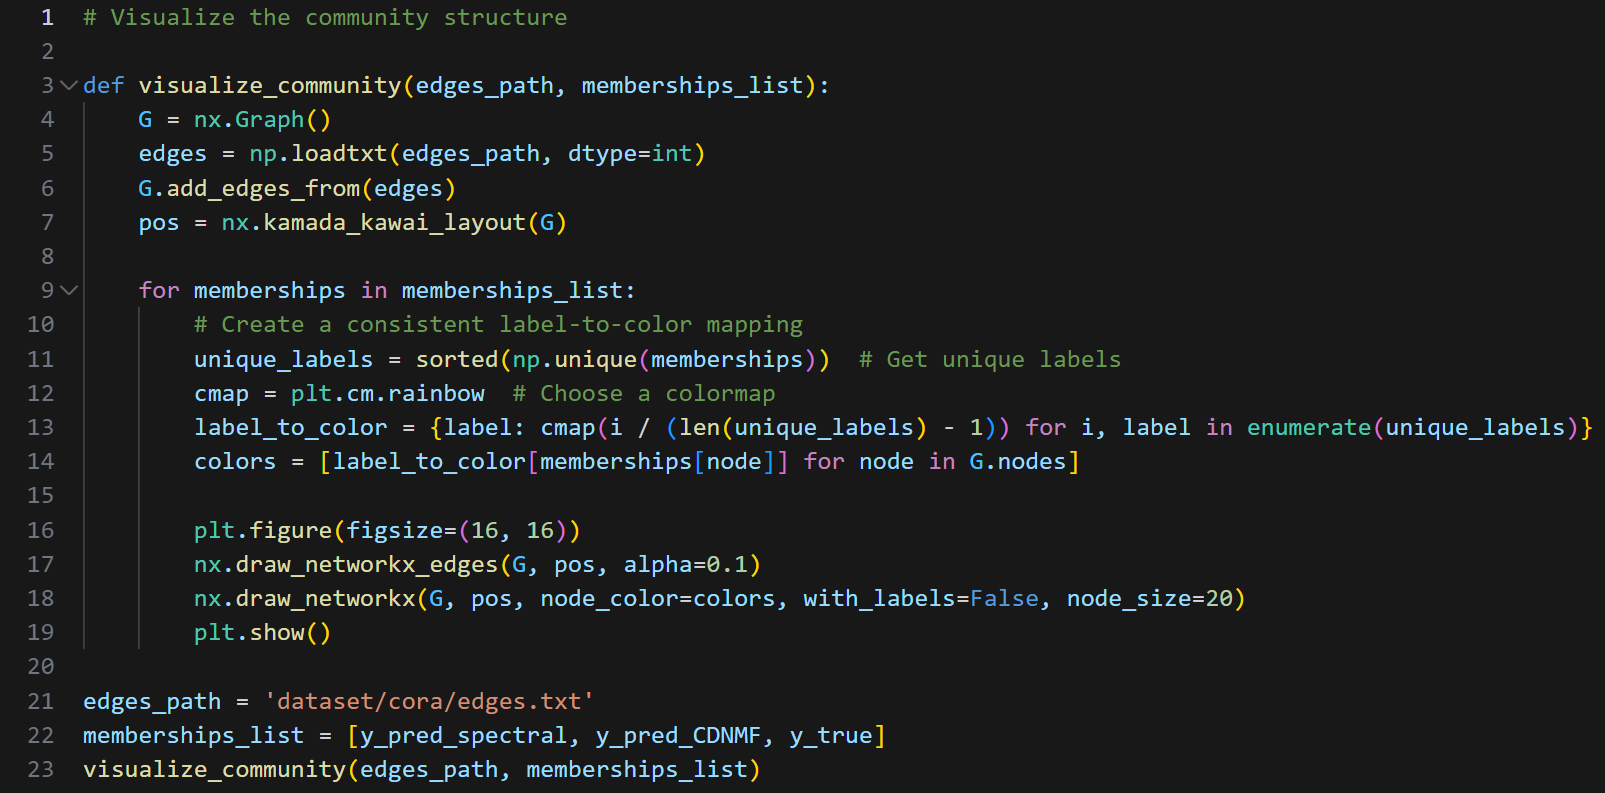 1 # Visualize the community structure
2
3 def visualize_community(edges_path, memberships_list):
4     G = nx.Graph()
5     edges = np.loadtxt(edges_path, dtype=int)
6     G.add_edges_from(edges)
7     pos = nx.kamada_kawai_layout(G)
8
9     for memberships in memberships_list:
10         # Create a consistent label-to-color mapping
11         unique_labels = sorted(np.unique(memberships))  # Get unique labels
12         cmap = plt.cm.rainbow  # Choose a colormap
13         label_to_color = {label: cmap(i / (len(unique_labels) - 1)) for i, label in enumerate(unique_labels)}
14         colors = [label_to_color[memberships[node]] for node in G.nodes]
15
16         plt.figure(figsize=(16, 16))
17         nx.draw_networkx_edges(G, pos, alpha=0.1)
18         nx.draw_networkx(G, pos, node_color=colors, with_labels=False, node_size=20)
19         plt.show()
20
21 edges_path = 'dataset/cora/edges.txt'
22 memberships_list = [y_pred_spectral, y_pred_CDNMF, y_true]
23 visualize_community(edges_path, memberships_list)